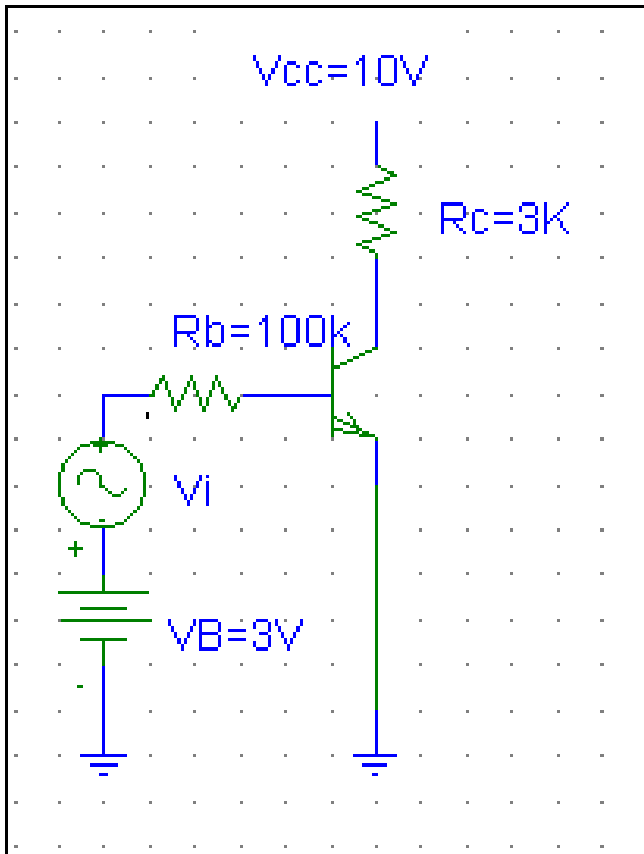 Vcc=10V
Rc=3K
Rb=100k
+
Vi
-
+
VB=3V
-